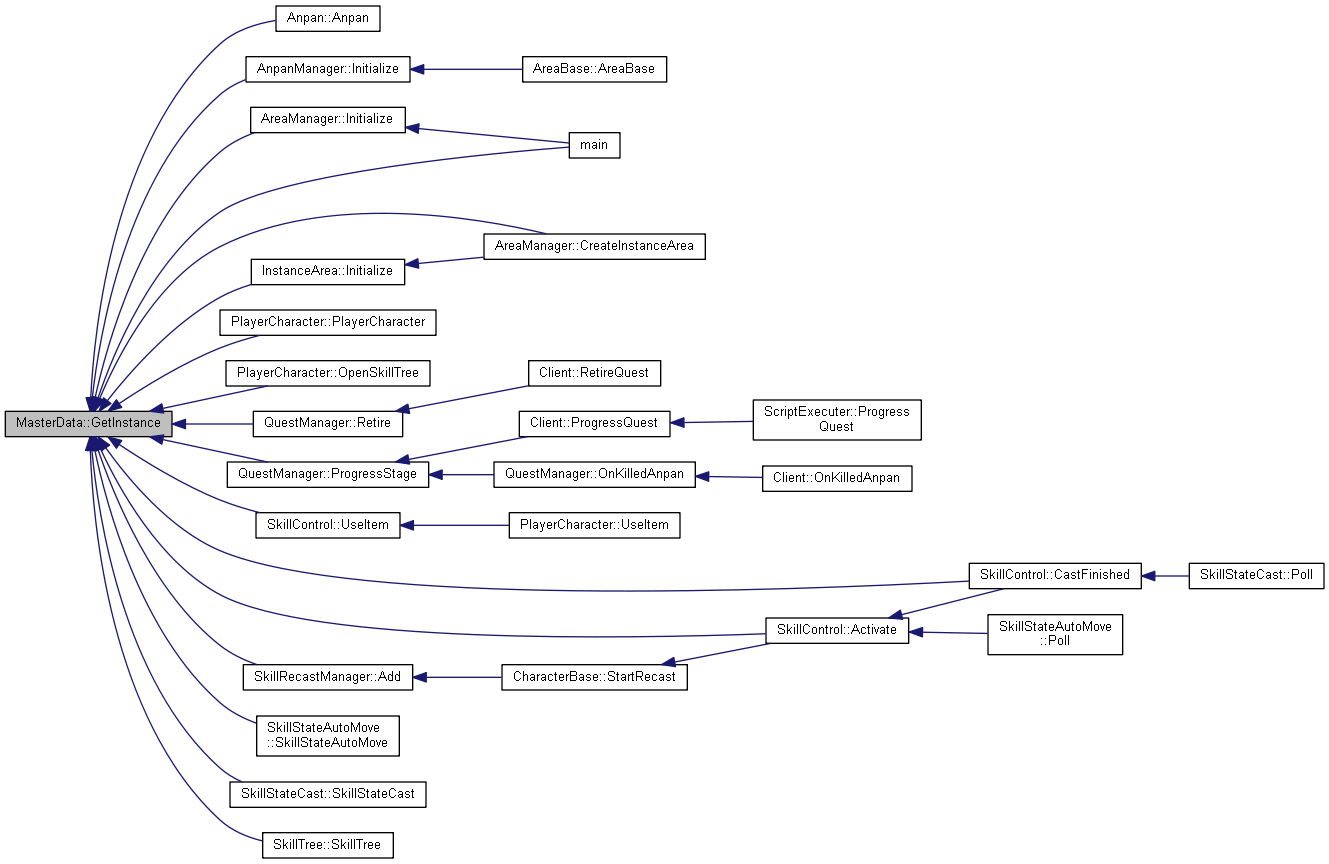 Anpan::Anpan
AnpanManager::Initialize
AreaBase::AreaBase
AreaManager::Initialize
main
AreaManager::CreateInstanceArea
InstanceArea::Initialize
PlayerCharacter::PlayerCharacter
PlayerCharacter::OpenSkillTree
Client::RetireQuest
MasterData::GetInstance
QuestManager::Retire
Client::ProgressQuest
ScriptExecuter::Progress
Quest
QuestManager::ProgressStage
QuestManager::OnKilledAnpan
Client::OnKilledAnpan
SkillControl::UseItem
PlayerCharacter::UseItem
SkillControl::CastFinished
SkillStateCast::Poll
SkillControl::Activate
SkillStateAutoMove
::Poll
SkillRecastManager::Add
CharacterBase::StartRecast
SkillStateAutoMove
::SkillStateAutoMove
SkillStateCast::SkillStateCast
SkillTree::SkillTree